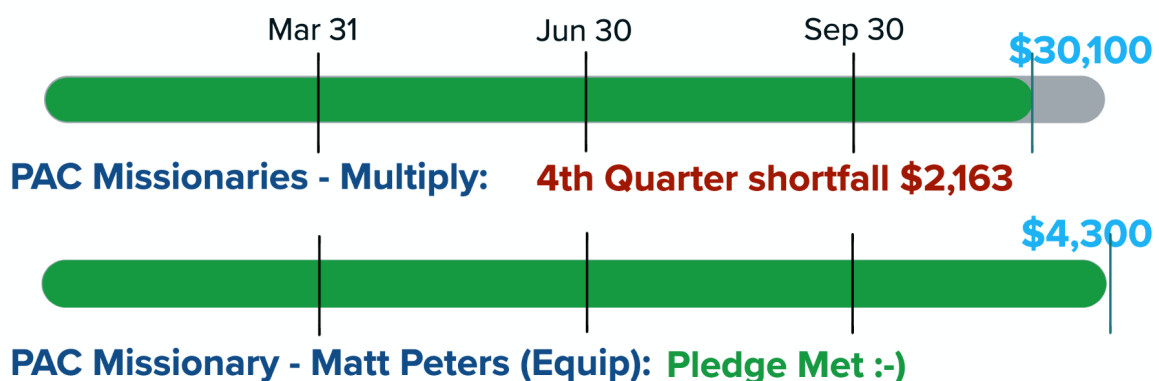 Mar 31 Jun 30 Sep 30
$30,100
PAC Missionaries - Multiply: 4th Quarter shortfall $2,163
$4,300
PAC Missionary - Matt Peters (Equip): Pledge Met :-)